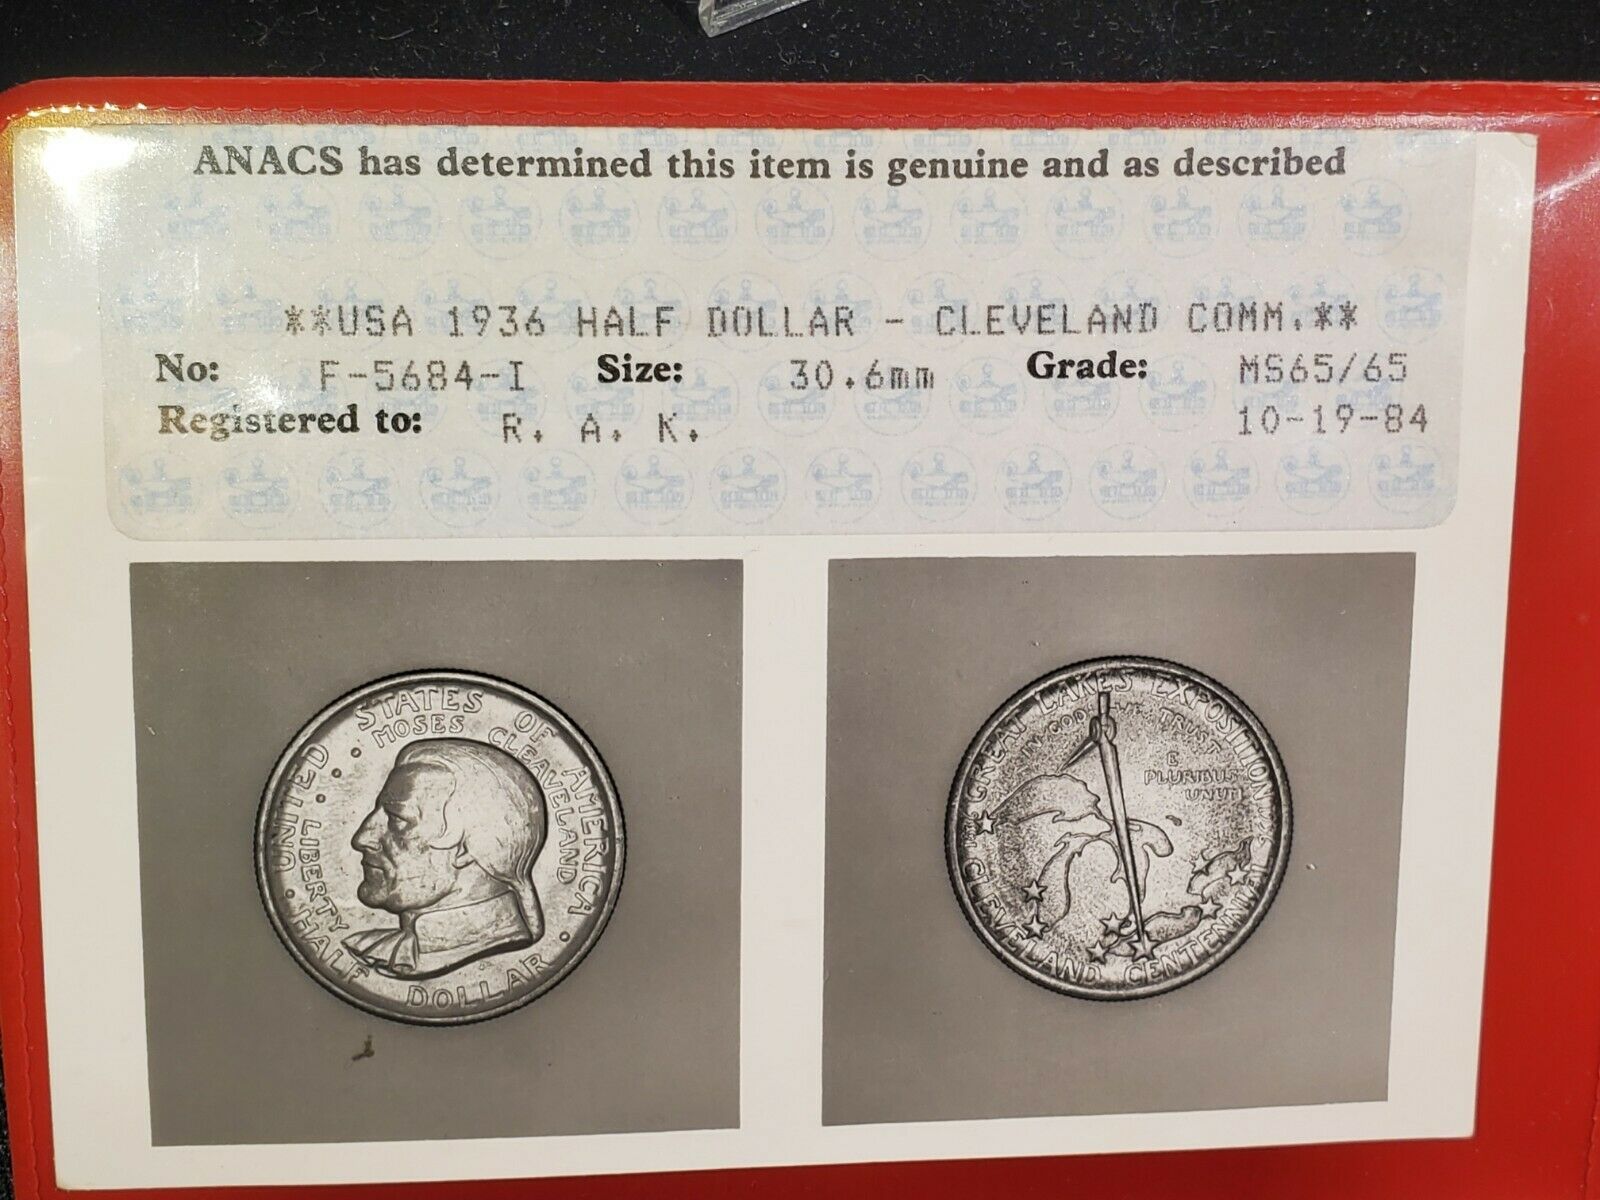 ANACS has determined this item is genuine and as described
**USA 1936 HALF DOLLAR - CLEVELAND COMM.**
No: F-5684-I Size: 30.6mm Grade: MS65/65
Registered to: R. A. K. 10-19-84
UNITED STATES OF AMERICA
MOSES CLEAVELAND
LIBERTY
HALF DOLLAR
GREAT LAKES EXPOSITION
IN GOD WE TRUST
E
PLURIBUS
UNUM
CLEVELAND CENTENNIAL